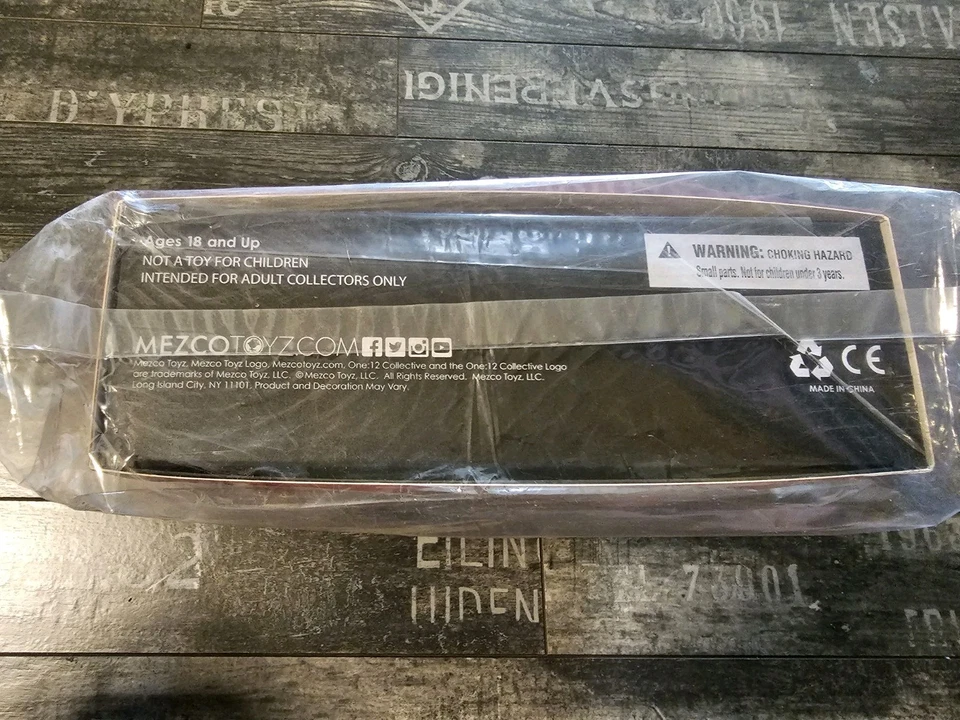 D'YPRES
Ages 18 and Up
NOT A TOY FOR CHILDREN
INTENDED FOR ADULT COLLECTORS ONLY
WARNING: CHOKING HAZARD
Small parts. Not for children under 3 years.
MEZCOTOYZ.COM
Mezco Toyz, Mezco Toyz Logo, Mezcotoyz.com, One:12 Collective and the One:12 Collective Logo
are trademarks of Mezco Toyz, LLC. ©Mezco Toyz, LLC. All Rights Reserved. Mezco Toyz, LLC.
Long Island City, NY 11101. Product and Decoration May Vary.
CE
MADE IN CHINA
2
EILIN